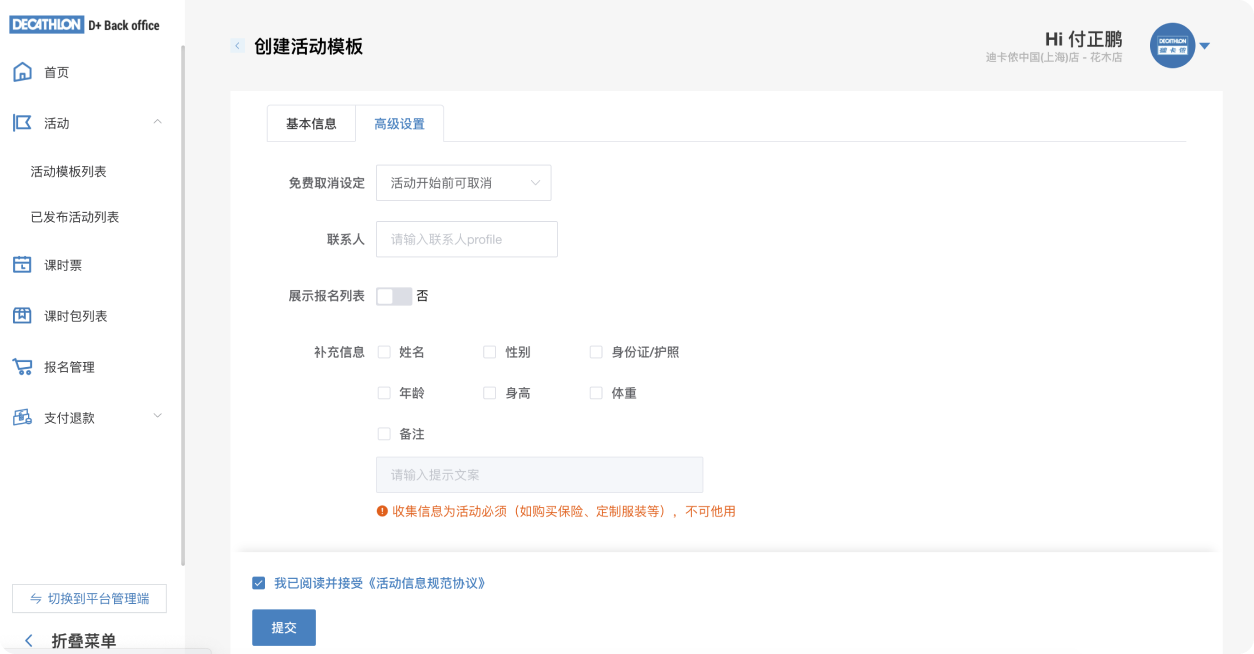 DECATHLON D+ Back office
首页
活动
活动模板列表
已发布活动列表
课时票
课时包列表
报名管理
支付退款
切换到平台管理端
折叠菜单
创建活动模板
Hi 付正鹏
迪卡侬中国(上海)店 - 花木店
DECATHLON
迪卡侬
基本信息 高级设置
免费取消设定 活动开始前可取消
联系人 请输入联系人profile
展示报名列表 否
补充信息 姓名 性别 身份证/护照
年龄 身高 体重
备注
请输入提示文案
收集信息为活动必须（如购买保险、定制服装等），不可他用
我已阅读并接受《活动信息规范协议》
提交